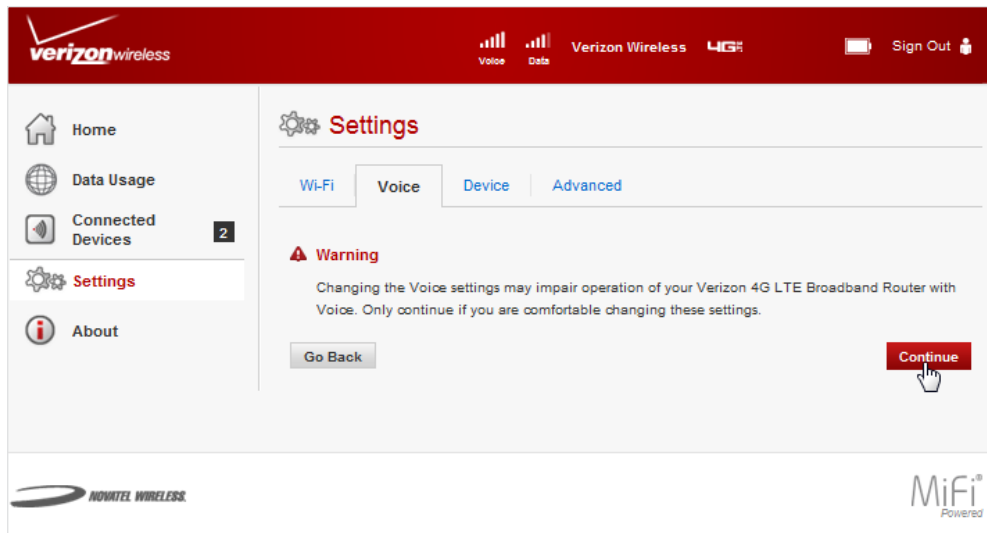 verizonwireless
Voice
Data
Verizon Wireless
4G LTE
Sign Out
Home
Data Usage
Connected
Devices
2
Settings
About
Settings
Wi-Fi
Voice
Device
Advanced
Warning
Changing the Voice settings may impair operation of your Verizon 4G LTE Broadband Router with
Voice. Only continue if you are comfortable changing these settings.
Go Back
Continue
NOVATEL WIRELESS.
MiFi®
Powered